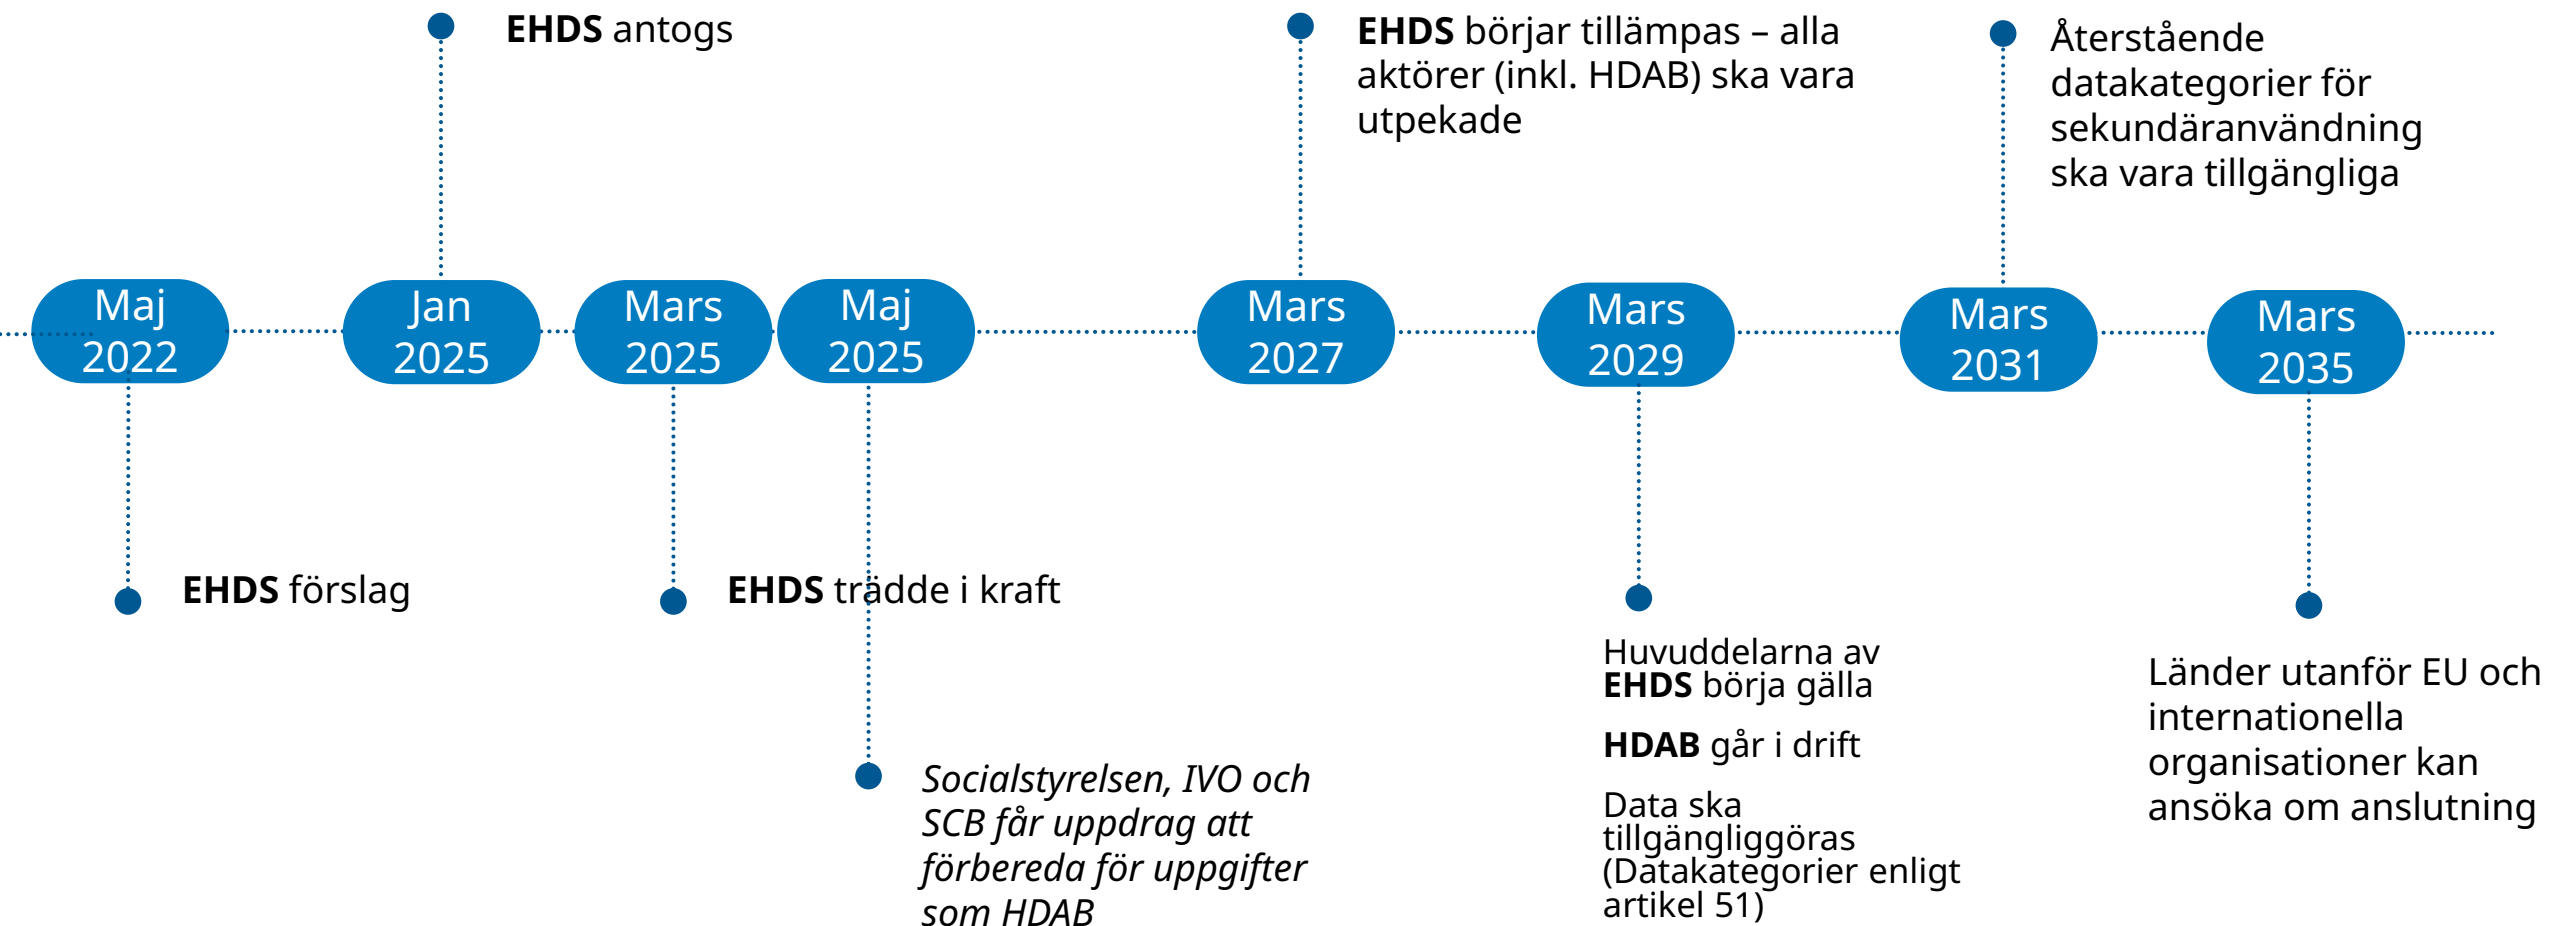 EHDS antogs
EHDS börjar tillämpas – alla
aktörer (inkl. HDAB) ska vara
utpekade
Återstående
datakategorier för
sekundäranvändning
ska vara tillgängliga
Maj
2022
Jan
2025
Mars
2025
Maj
2025
Mars
2027
Mars
2029
Mars
2031
Mars
2035
EHDS förslag
EHDS trädde i kraft
Socialstyrelsen, IVO och
SCB får uppdrag att
förbereda för uppgifter
som HDAB
Huvuddelarna av
EHDS börja gälla
HDAB går i drift
Data ska
tillgängliggöras
(Datakategorier enligt
artikel 51)
Länder utanför EU och
internationella
organisationer kan
ansöka om anslutning